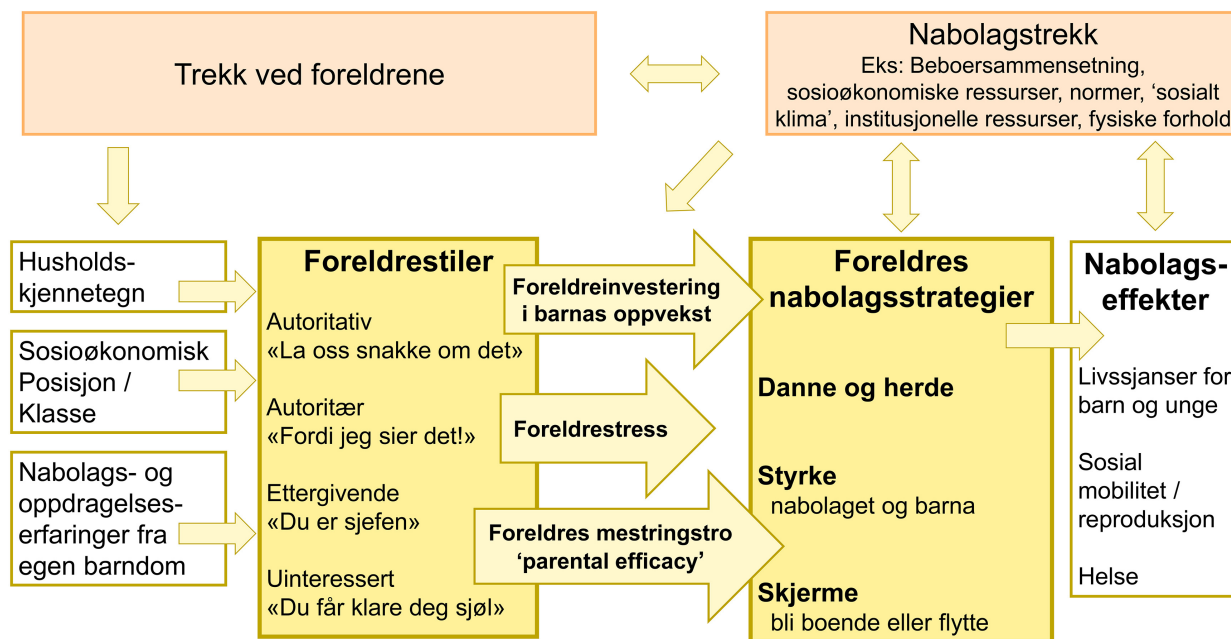 Trekk ved foreldrene
Nabolagstrekk
Eks: Beboersammensetning,
sosioøkonomiske ressurser, normer, ‘sosialt
klima’, institusjonelle ressurser, fysiske forhold
Husholds-
kjennetegn
Sosioøkonomisk
Posisjon /
Klasse
Nabolags- og
oppdragelses-
erfaringer fra
egen barndom
Foreldrestiler
Autoritativ
«La oss snakke om det»
Autoritær
«Fordi jeg sier det!»
Ettergivende
«Du er sjefen»
Uinteressert
«Du får klare deg sjøl»
Foreldreinvestering
i barnas oppvekst
Foreldrestress
Foreldres mestringstro
‘parental efficacy’
Foreldres
nabolagsstrategier
Danne og herde
Styrke
nabolaget og barna
Skjerme
bli boende eller flytte
Nabolags-
effekter
Livssjanser for
barn og unge
Sosial
mobilitet /
reproduksjon
Helse